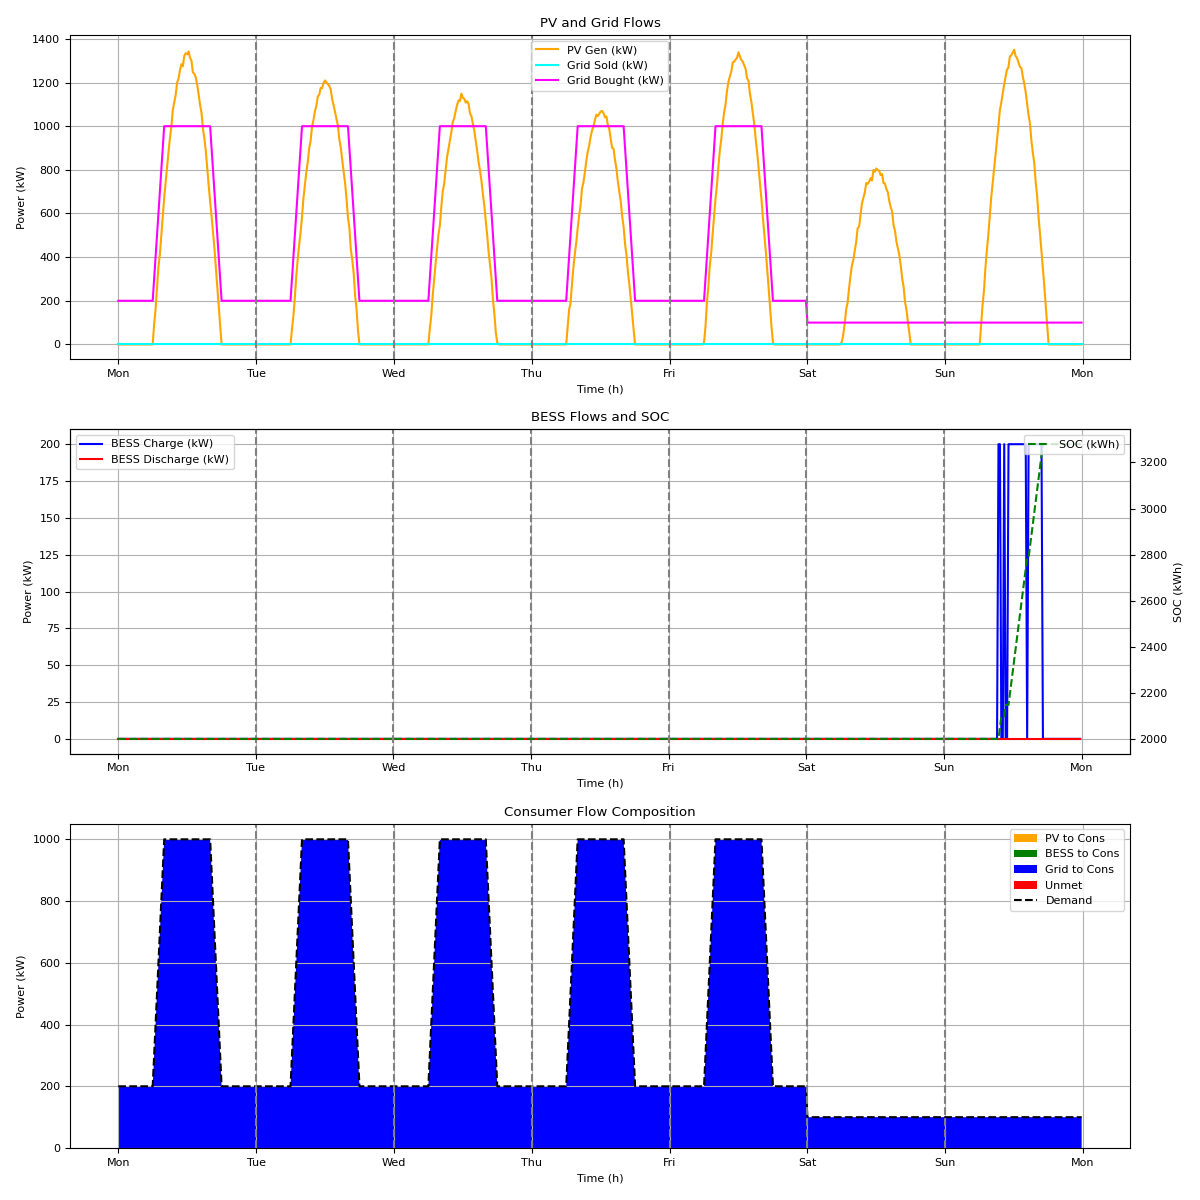 PV and Grid Flows
PV Gen (kW)
Grid Sold (kW)
Grid Bought (kW)
Power (kW)
1400
1200
1000
800
600
400
200
0
Mon Tue Wed Thu Fri Sat Sun Mon
Time (h)
BESS Flows and SOC
BESS Charge (kW)
BESS Discharge (kW)
SOC (kWh)
Power (kW)
200
175
150
125
100
75
50
25
0
3200
3000
2800
2600
2400
2200
2000
SOC (kWh)
Mon Tue Wed Thu Fri Sat Sun Mon
Time (h)
Consumer Flow Composition
PV to Cons
BESS to Cons
Grid to Cons
Unmet
Demand
Power (kW)
1000
800
600
400
200
0
Mon Tue Wed Thu Fri Sat Sun Mon
Time (h)